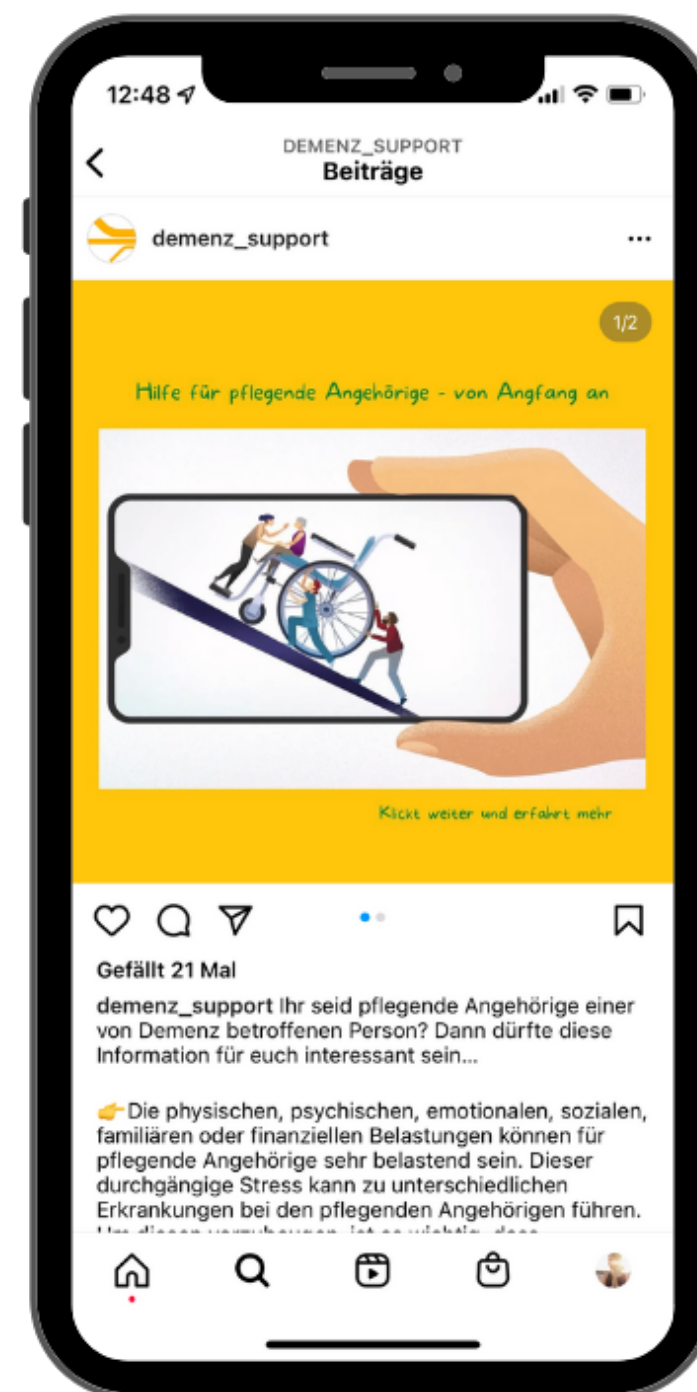 12:48
DEMENZ_SUPPORT
Beiträge
demenz_support
1/2
Hilfe für pflegende Angehörige - von Angfang an
Klickt weiter und erfahrt mehr
Gefällt 21 Mal
demenz_support Ihr seid pflegende Angehörige einer
von Demenz betroffenen Person? Dann dürfte diese
Information für euch interessant sein...
👉Die physischen, psychischen, emotionalen, sozialen,
familiären oder finanziellen Belastungen können für
pflegende Angehörige sehr belastend sein. Dieser
durchgängige Stress kann zu unterschiedlichen
Erkrankungen bei den pflegenden Angehörigen führen.